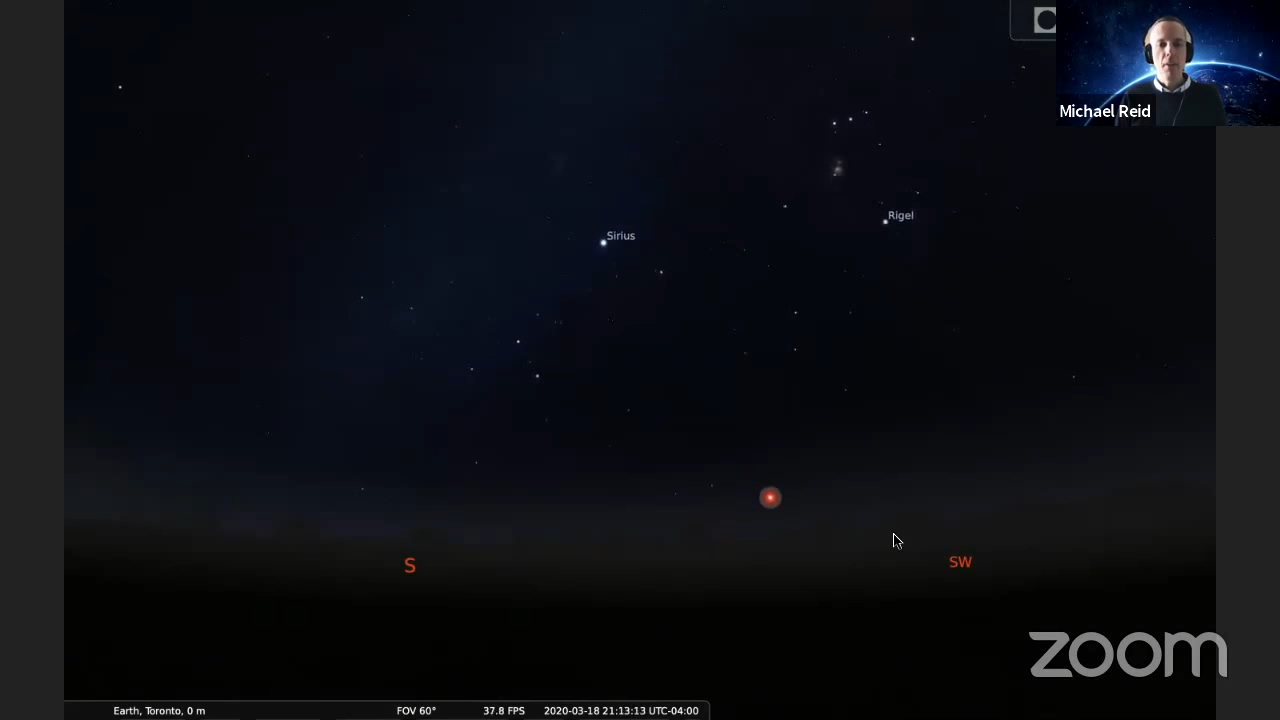 Michael Reid
Rigel
Sirius
S
SW
zoom
Earth, Toronto, 0 m FOV 60° 37.8 FPS 2020-03-18 21:13:13 UTC-04:00